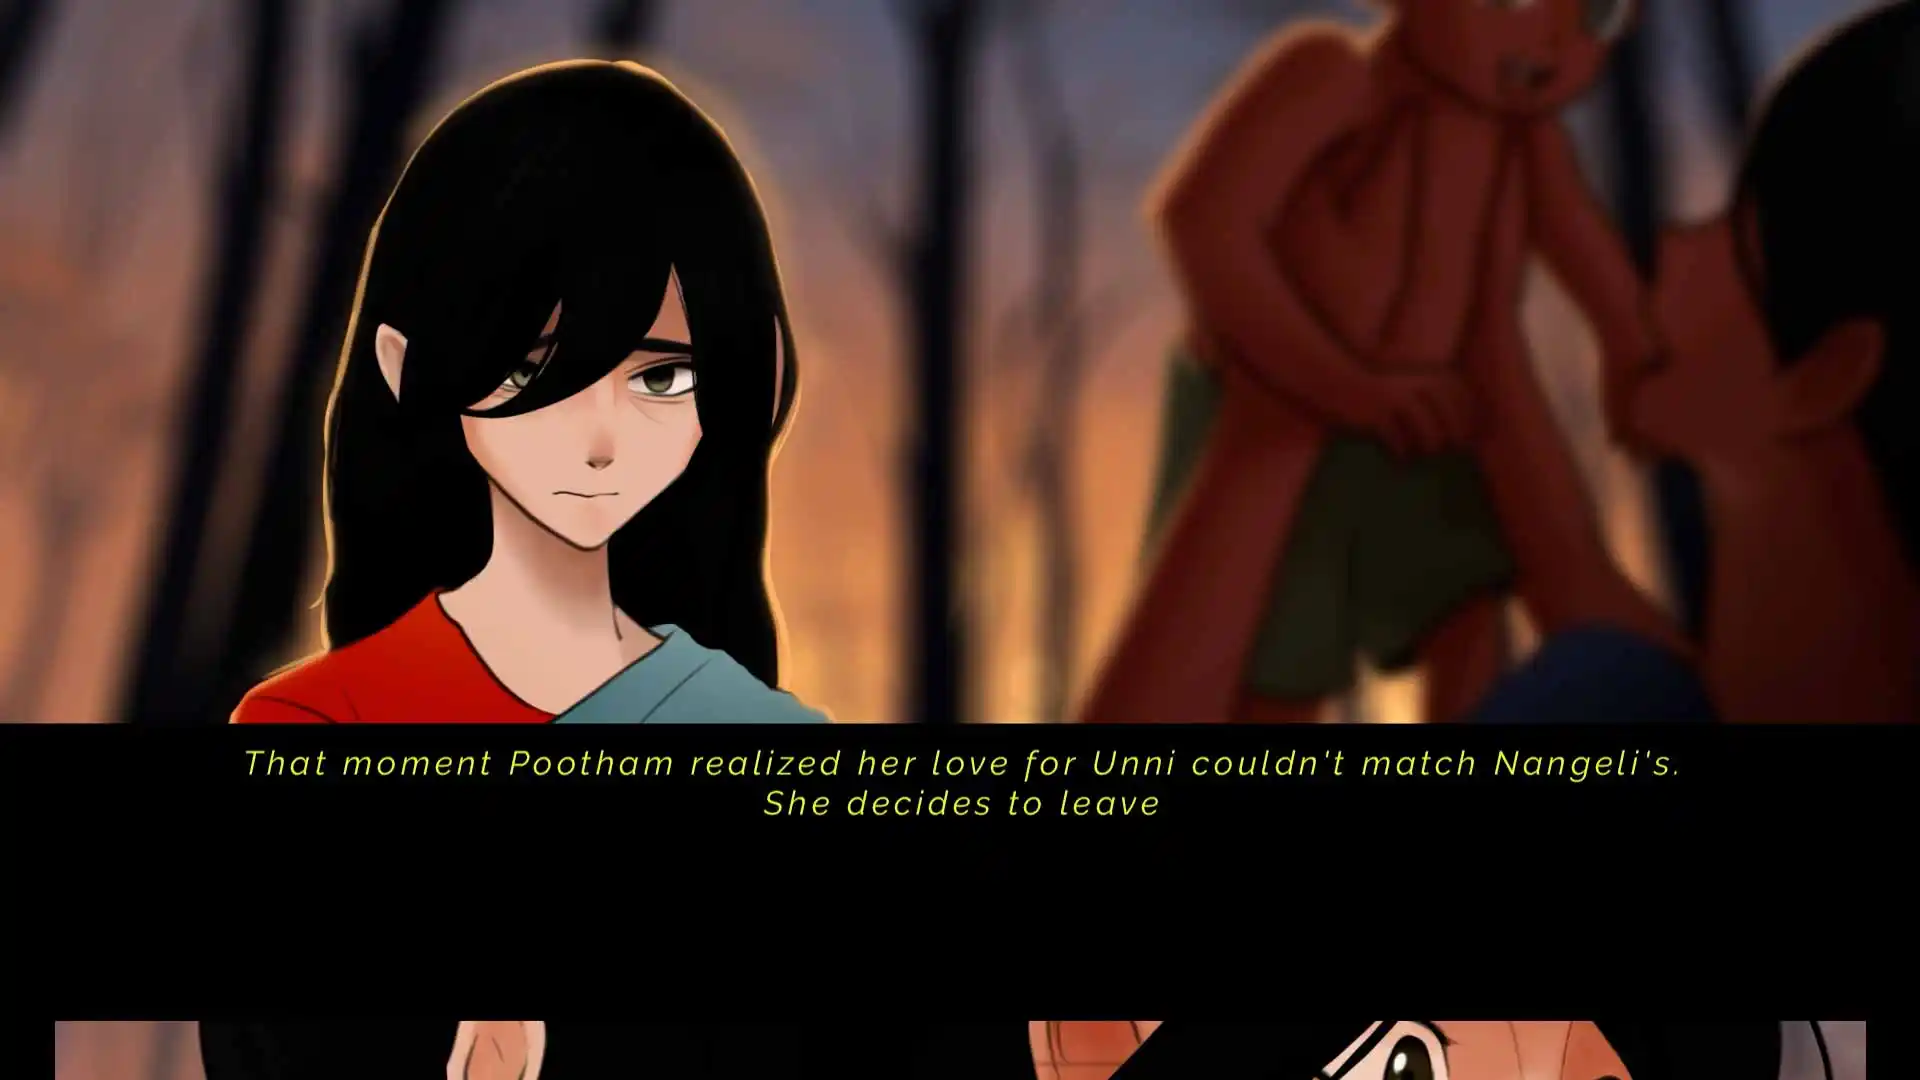 That moment Pootham realized her love for Unni couldn't match Nangeli's.
She decides to leave